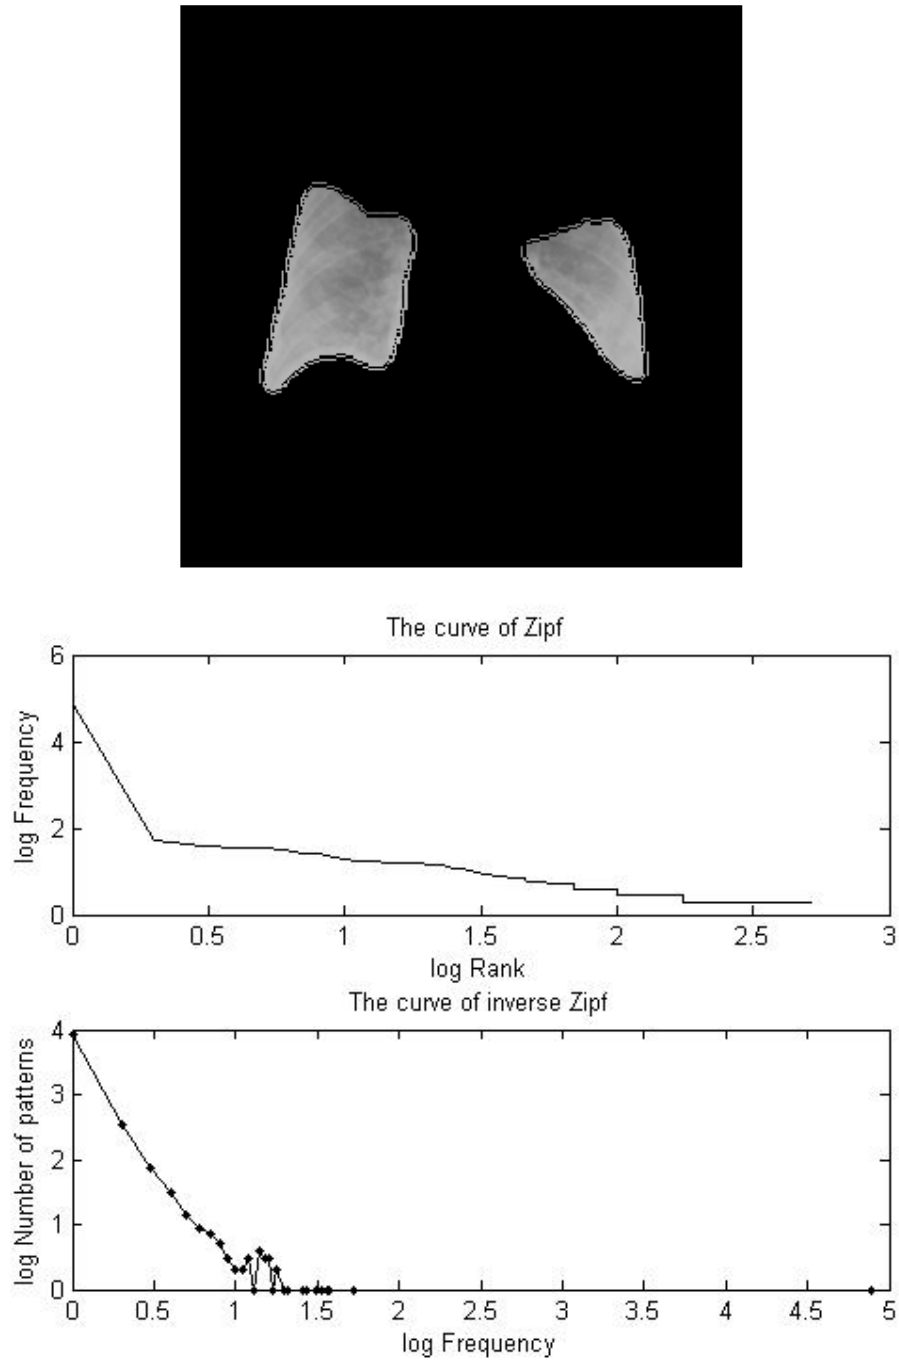 The curve of Zipf
6
4
2
0
log Frequency
0 0.5 1 1.5 2 2.5 3
log Rank
The curve of inverse Zipf
4
3
2
1
0
log Number of patterns
0 0.5 1 1.5 2 2.5 3 3.5 4 4.5 5
log Frequency